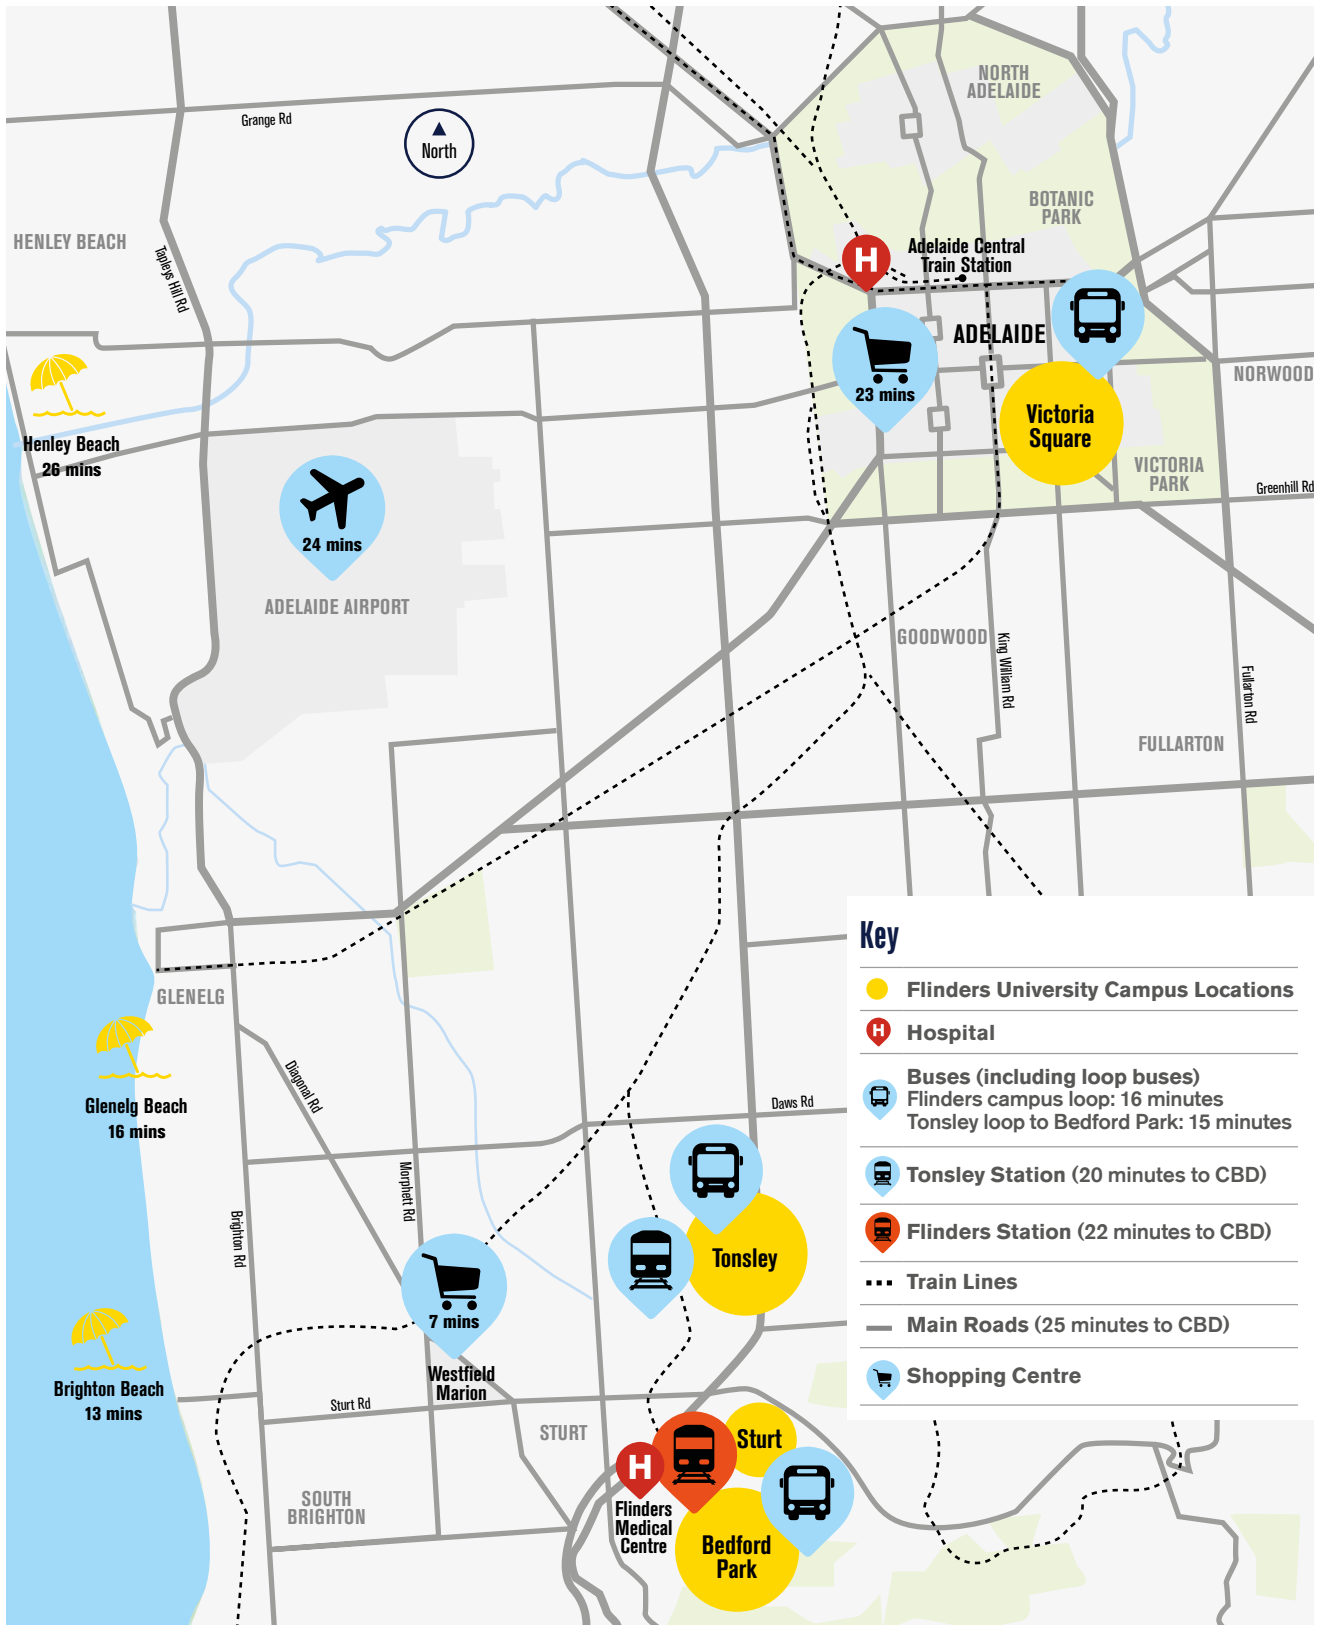 NORTH
ADELAIDE
Grange Rd
North
BOTANIC
PARK
HENLEY BEACH
Tapleys Hill Rd
H
Adelaide Central
Train Station
ADELAIDE
NORWOOD
23 mins
Victoria
Square
Henley Beach
26 mins
VICTORIA
PARK
Greenhill Rd
24 mins
ADELAIDE AIRPORT
GOODWOOD
King William Rd
Fullarton Rd
FULLARTON
GLENELG
Diagonal Rd
Glenelg Beach
16 mins
Daws Rd
Morphett Rd
Brighton Rd
Tonsley
7 mins
Westfield
Marion
Brighton Beach
13 mins
Sturt Rd
STURT
Sturt
H
Flinders
Medical
Centre
SOUTH
BRIGHTON
Bedford
Park
Key
Flinders University Campus Locations
H Hospital
Buses (including loop buses)
Flinders campus loop: 16 minutes
Tonsley loop to Bedford Park: 15 minutes
Tonsley Station (20 minutes to CBD)
Flinders Station (22 minutes to CBD)
Train Lines
Main Roads (25 minutes to CBD)
Shopping Centre